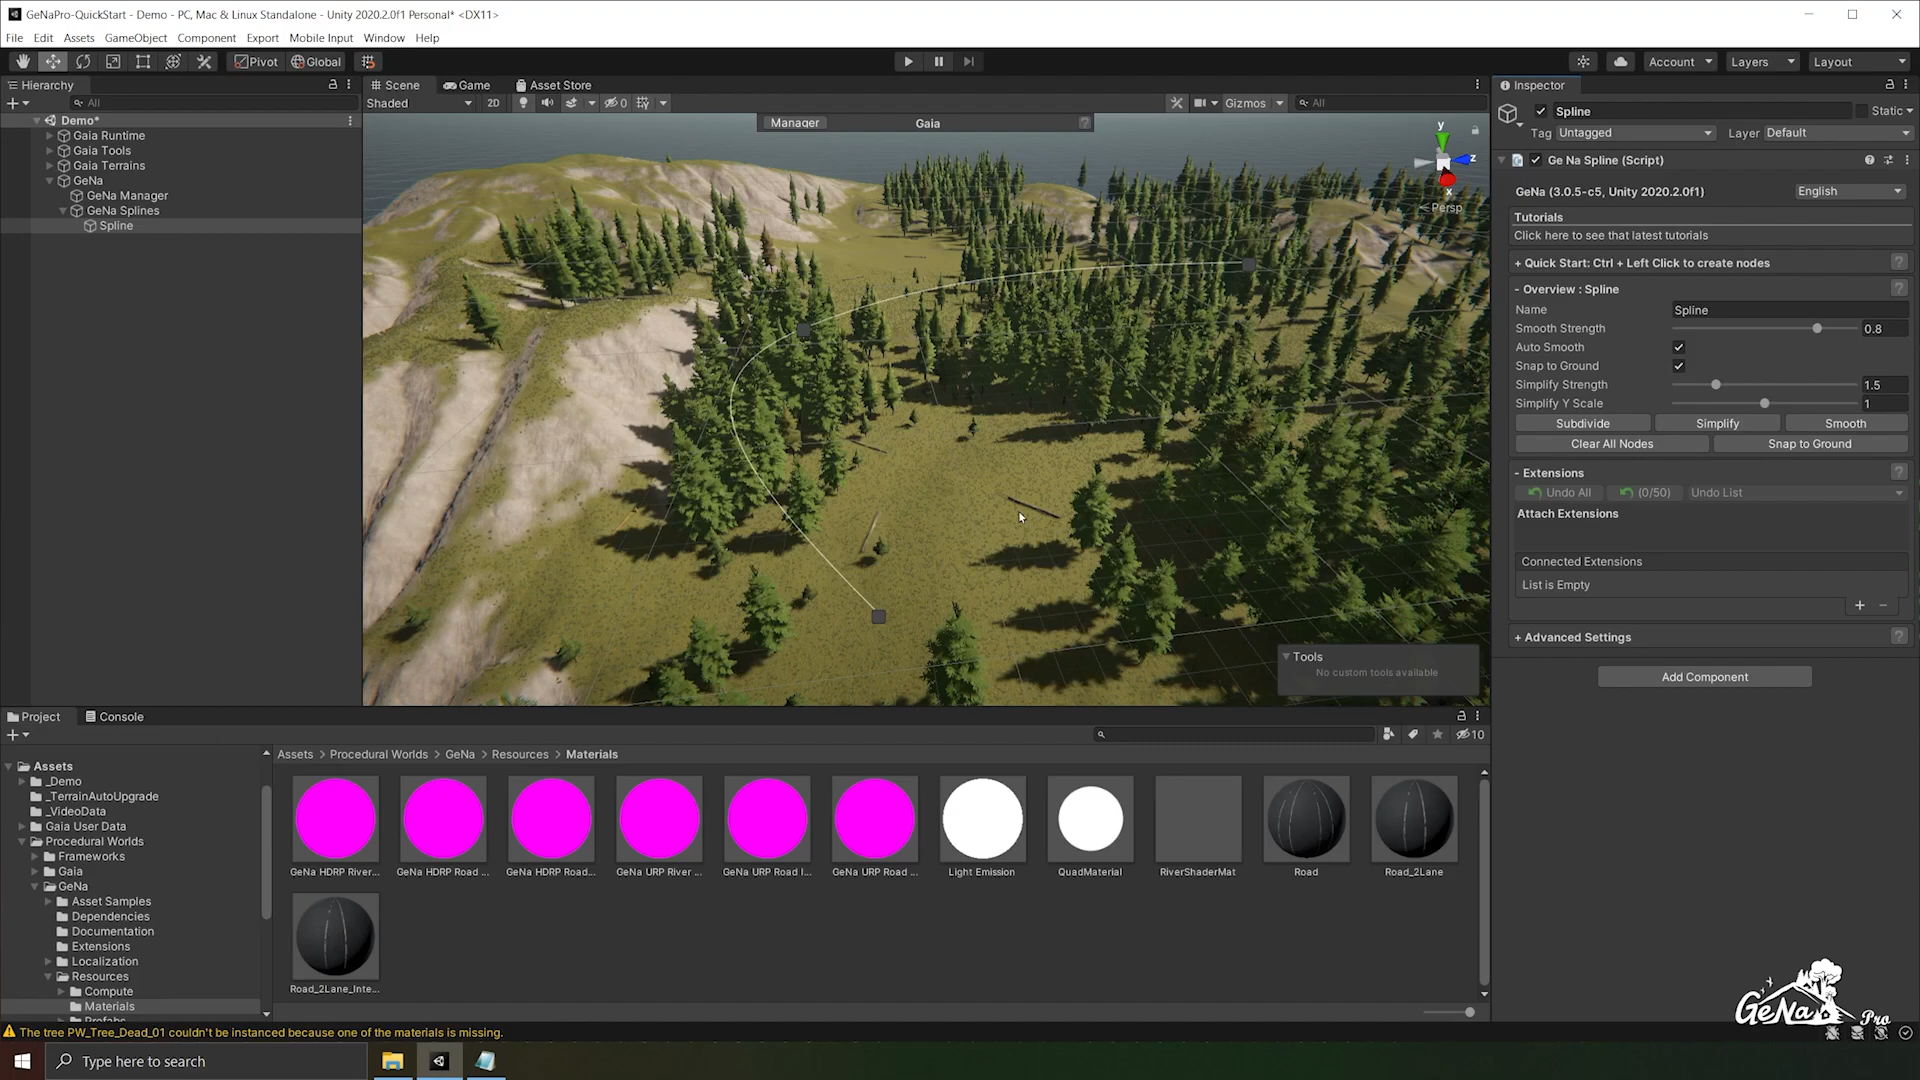 GeNaPro-QuickStart - Demo - PC, Mac & Linux Standalone - Unity 2020.2.0f1 Personal* <DX11>
File Edit Assets GameObject Component Export Mobile Input Window Help
Pivot Global Account Layers Layout
Hierarchy
All
Demo*
Gaia Runtime
Gaia Tools
Gaia Terrains
GeNa
GeNa Manager
GeNa Splines
Spline
Scene Game Asset Store
Shaded 2D 0 Gizmos All
Manager Gaia
y
z
x
Persp
Tools
No custom tools available
Inspector
Spline Static
Tag Untagged Layer Default
Ge Na Spline (Script)
GeNa (3.0.5-c5, Unity 2020.2.0f1) English
Tutorials
Click here to see that latest tutorials
+ Quick Start: Ctrl + Left Click to create nodes ?
- Overview : Spline ?
Name Spline
Smooth Strength 0.8
Auto Smooth
Snap to Ground
Simplify Strength 1.5
Simplify Y Scale 1
Subdivide Simplify Smooth
Clear All Nodes Snap to Ground
- Extensions ?
Undo All (0/50) Undo List
Attach Extensions
Connected Extensions
List is Empty
+ −
+ Advanced Settings ?
Add Component
Project Console
10
Assets
_Demo
_TerrainAutoUpgrade
_VideoData
Gaia User Data
Procedural Worlds
Frameworks
Gaia
GeNa
Asset Samples
Dependencies
Documentation
Extensions
Localization
Resources
Compute
Materials
Prefabs
Assets > Procedural Worlds > GeNa > Resources > Materials
GeNa HDRP River... GeNa HDRP Road ... GeNa HDRP Road... GeNa URP River ... GeNa URP Road I... GeNa URP Road ... Light Emission QuadMaterial RiverShaderMat Road Road_2Lane
Road_2Lane_Inte...
GeNa Pro
The tree PW_Tree_Dead_01 couldn't be instanced because one of the materials is missing.
Type here to search